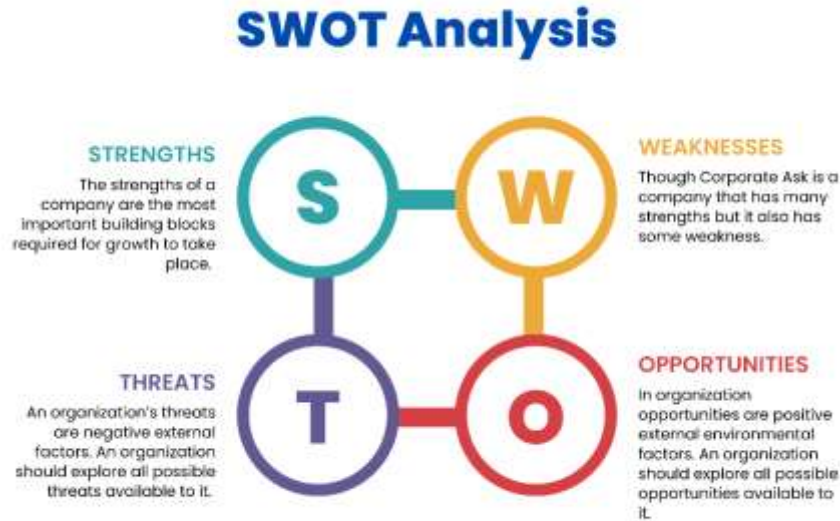 SWOT Analysis
STRENGTHS
The strengths of a
company are the most
important building blocks
required for growth to take
place.
S
W
WEAKNESSES
Though Corporate Ask is a
company that has many
strengths but it also has
some weakness.
THREATS
An organization's threats
are negative external
factors. An organization
should explore all possible
threats available to it.
T
O
OPPORTUNITIES
In organization
opportunities are positive
external environmental
factors. An organization
should explore all possible
opportunities available to
it.